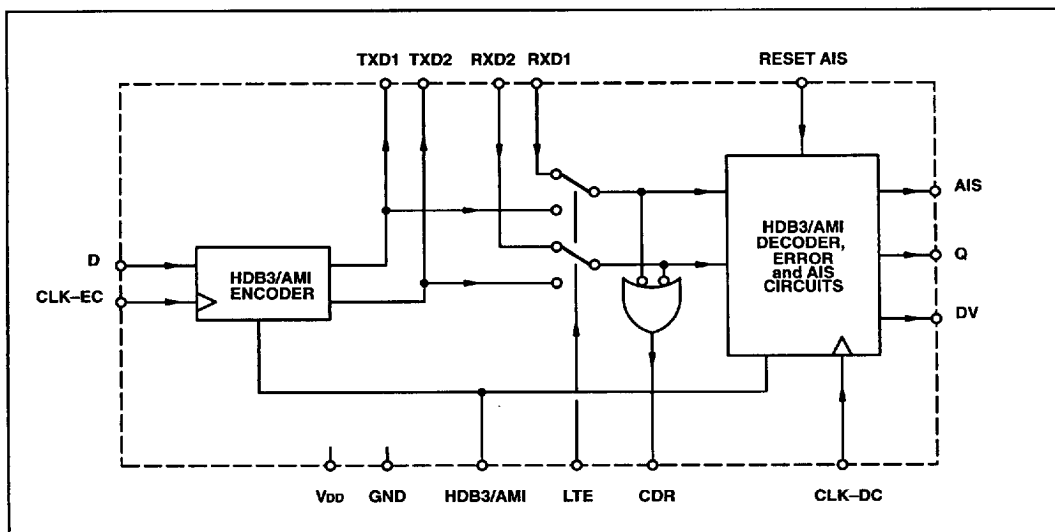 TXD1 TXD2 RXD2 RXD1 RESET AIS
D
CLK–EC
HDB3/AMI
ENCODER
HDB3/AMI
DECODER,
ERROR
and AIS
CIRCUITS
AIS
Q
DV
VDD GND HDB3/AMI LTE CDR CLK–DC